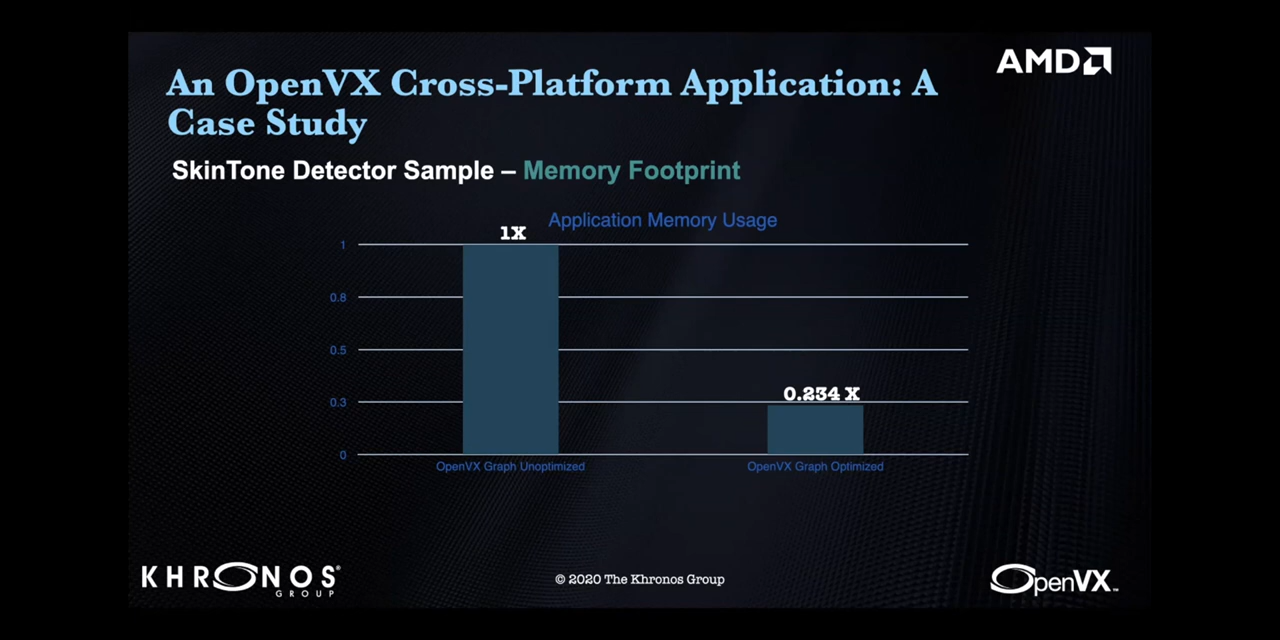 AMD
An OpenVX Cross-Platform Application: A
Case Study
SkinTone Detector Sample – Memory Footprint
Application Memory Usage
1X
1
0.8
0.5
0.234 X
0.3
0
OpenVX Graph Unoptimized
OpenVX Graph Optimized
KHRONOS®
GROUP
© 2020 The Khronos Group
OpenVX™